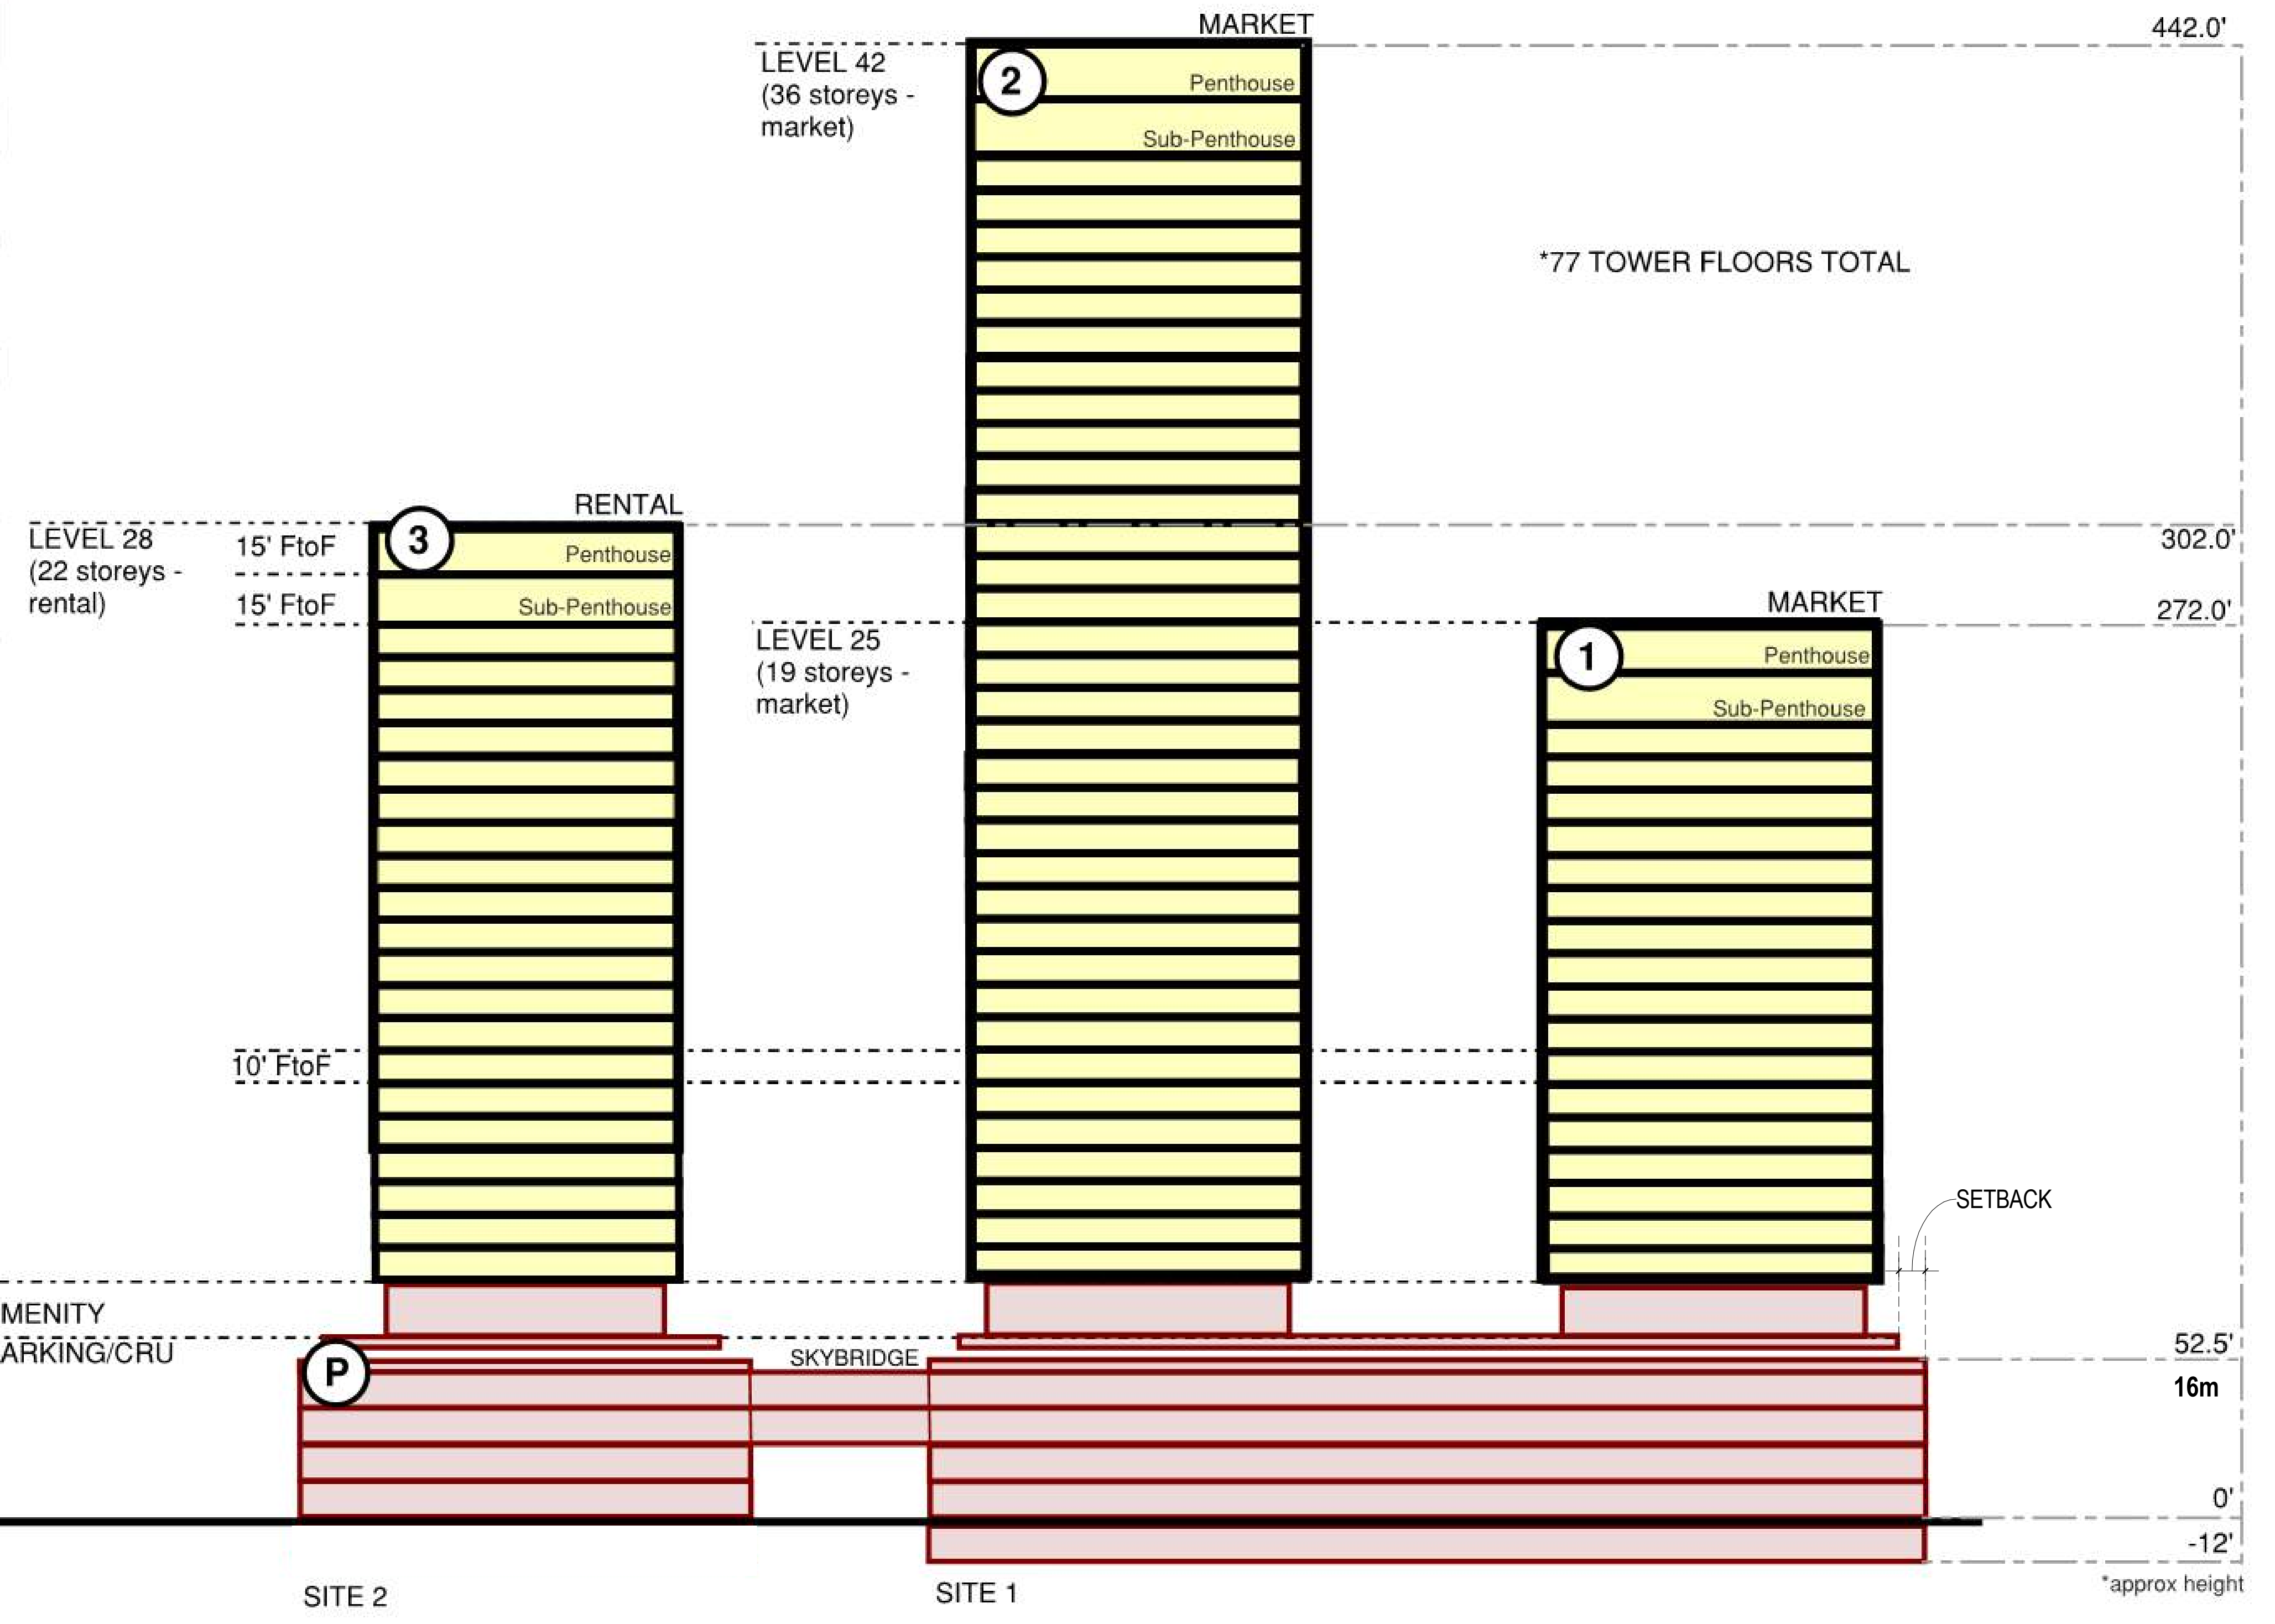 MARKET
442.0'
LEVEL 42
(36 storeys -
market)
2
Penthouse
Sub-Penthouse
*77 TOWER FLOORS TOTAL
RENTAL
LEVEL 28
(22 storeys -
rental)
15' FtoF
15' FtoF
3
Penthouse
Sub-Penthouse
302.0'
MARKET
272.0'
LEVEL 25
(19 storeys -
market)
1
Penthouse
Sub-Penthouse
10' FtoF
SETBACK
MENITY
ARKING/CRU
P
SKYBRIDGE
52.5'
16m
0'
-12'
*approx height
SITE 2
SITE 1